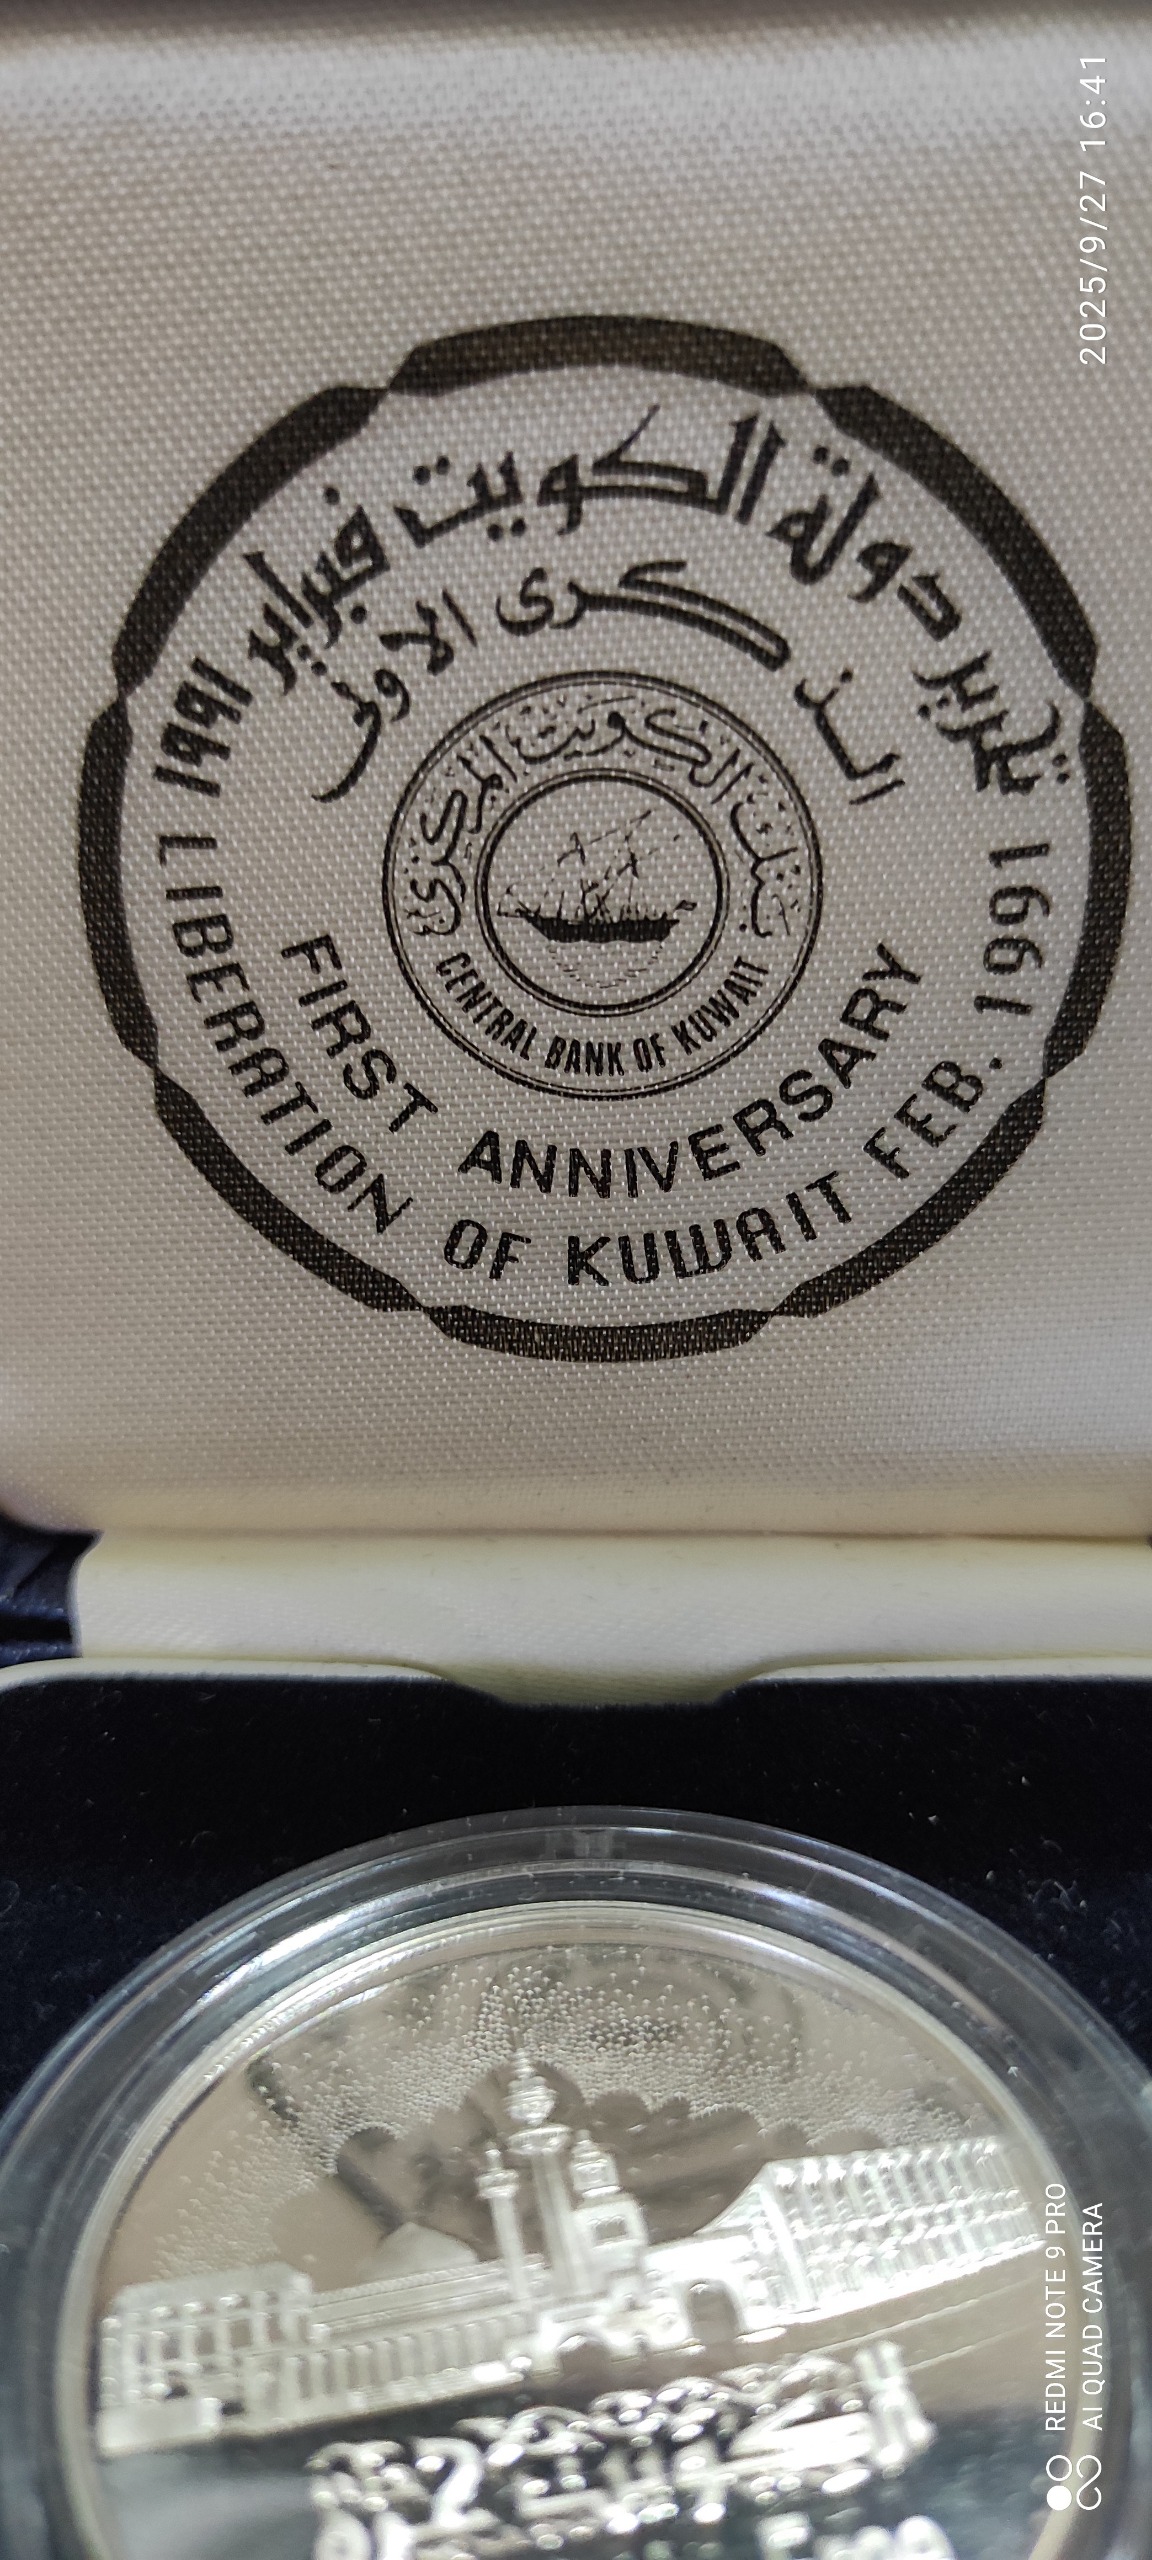 2025/9/27 16:41
تحرير دولة الكويت فبراير ١٩٩١
الذكرى الاولى
بنك الكويت المركزي
CENTRAL BANK OF KUWAIT
FIRST ANNIVERSARY
LIBERATION OF KUWAIT FEB. 1991
REDMI NOTE 9 PRO
AI QUAD CAMERA